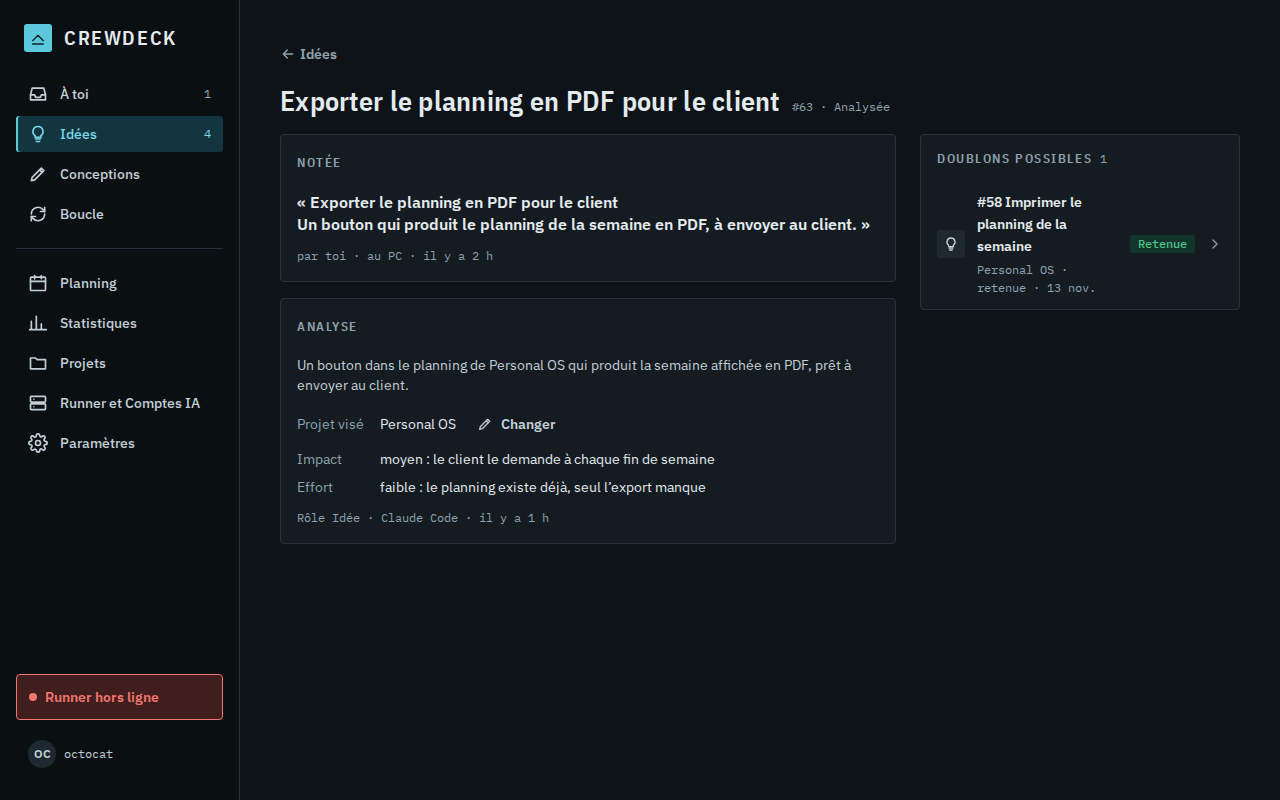 CREWDECK
À toi 1
Idées 4
Conceptions
Boucle
Planning
Statistiques
Projets
Runner et Comptes IA
Paramètres
Runner hors ligne
OC octocat
← Idées
Exporter le planning en PDF pour le client #63 · Analysée
NOTÉE
« Exporter le planning en PDF pour le client
Un bouton qui produit le planning de la semaine en PDF, à envoyer au client. »
par toi · au PC · il y a 2 h
ANALYSE
Un bouton dans le planning de Personal OS qui produit la semaine affichée en PDF, prêt à
envoyer au client.
Projet visé Personal OS Changer
Impact moyen : le client le demande à chaque fin de semaine
Effort faible : le planning existe déjà, seul l’export manque
Rôle Idée · Claude Code · il y a 1 h
DOUBLONS POSSIBLES 1
#58 Imprimer le
planning de la
semaine
Personal OS ·
retenue · 13 nov.
Retenue